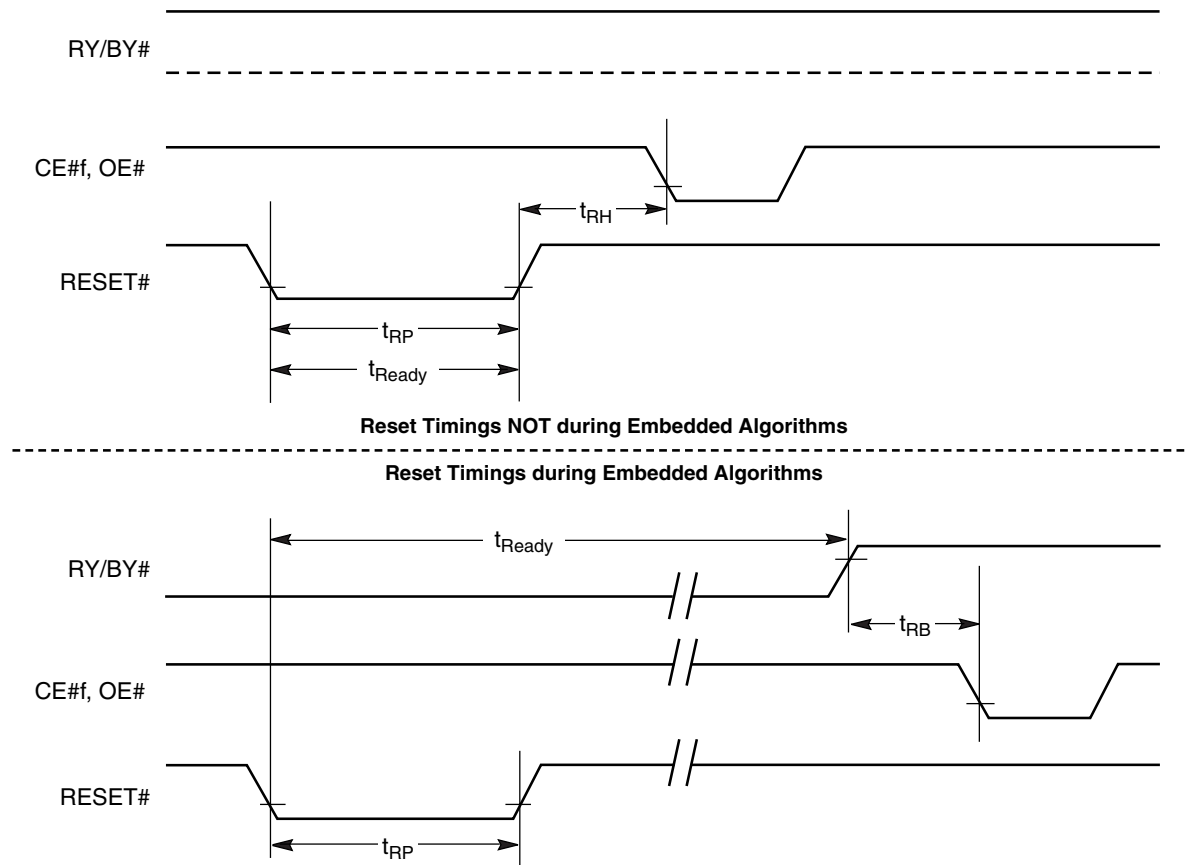 RY/BY#
CE#f, OE#
tRH
RESET#
tRP
tReady
Reset Timings NOT during Embedded Algorithms
Reset Timings during Embedded Algorithms
tReady
RY/BY#
tRB
CE#f, OE#
RESET#
tRP